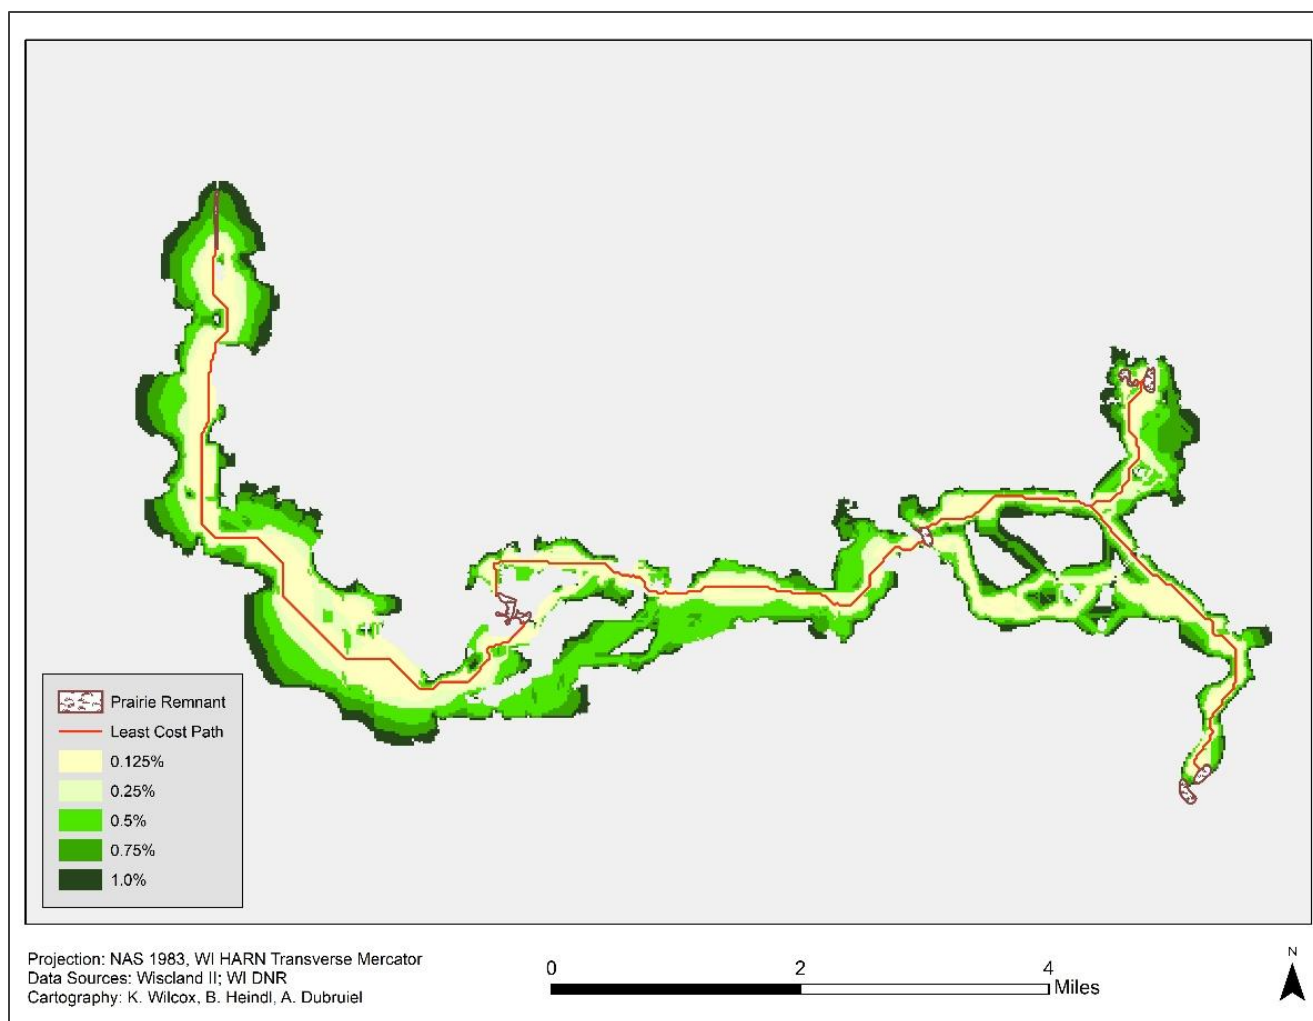 Prairie Remnant
Least Cost Path
0.125%
0.25%
0.5%
0.75%
1.0%
Projection: NAS 1983, WI HARN Transverse Mercator
Data Sources: Wiscland II; WI DNR
Cartography: K. Wilcox, B. Heindl, A. Dubruiel
0 2 4
Miles
N